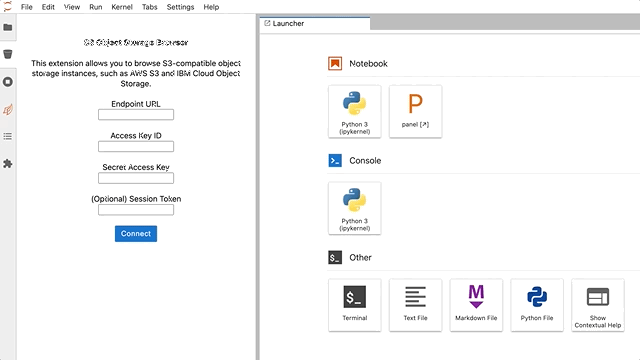 File Edit View Run Kernel Tabs Settings Help
S3 Object Storage Browser
This extension allows you to browse S3-compatible object
storage instances, such as AWS S3 and IBM Cloud Object
Storage.
Endpoint URL
Access Key ID
Secret Access Key
(Optional) Session Token
Connect
Launcher
Notebook
Python 3
(ipykernel)
P
panel [↗]
Console
Python 3
(ipykernel)
$_ Other
$_
Terminal
Text File
M
Markdown File
Python File
Show
Contextual Help